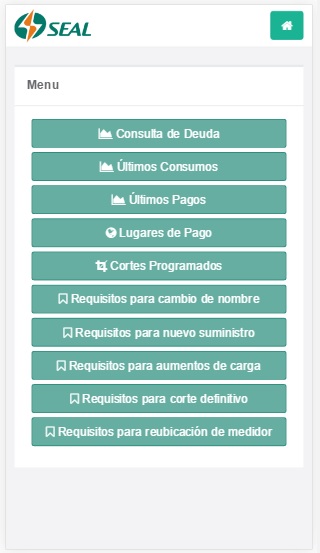 SEAL
Menu
Consulta de Deuda
Últimos Consumos
Últimos Pagos
Lugares de Pago
Cortes Programados
Requisitos para cambio de nombre
Requisitos para nuevo suministro
Requisitos para aumentos de carga
Requisitos para corte definitivo
Requisitos para reubicación de medidor